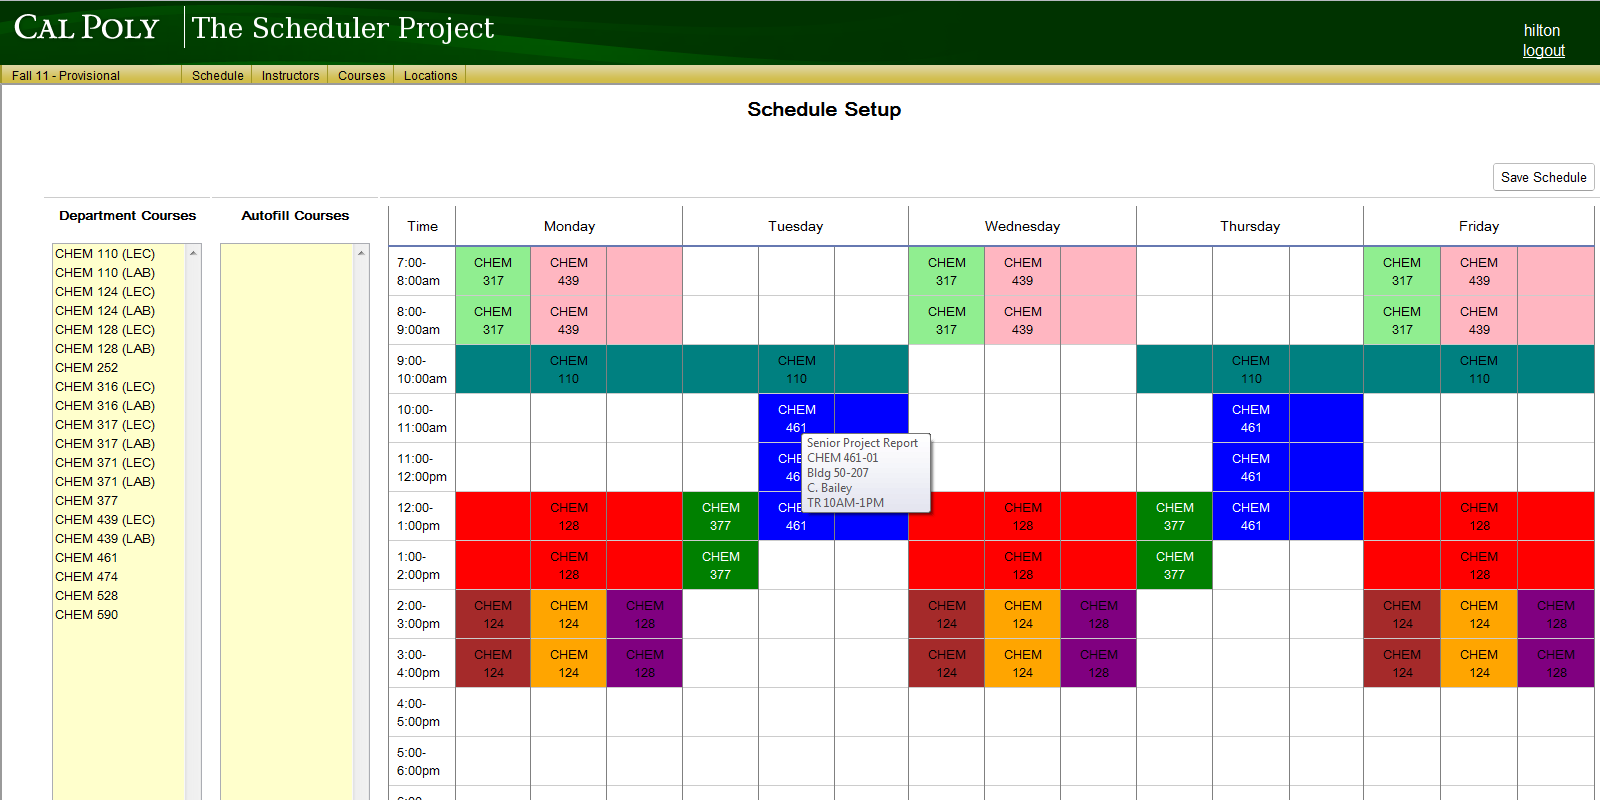 CAL POLY
The Scheduler Project
hilton
logout
Fall 11 - Provisional Schedule Instructors Courses Locations
Schedule Setup
Save Schedule
Department Courses
CHEM 110 (LEC)
CHEM 110 (LAB)
CHEM 124 (LEC)
CHEM 124 (LAB)
CHEM 128 (LEC)
CHEM 128 (LAB)
CHEM 252
CHEM 316 (LEC)
CHEM 316 (LAB)
CHEM 317 (LEC)
CHEM 317 (LAB)
CHEM 371 (LEC)
CHEM 371 (LAB)
CHEM 377
CHEM 439 (LEC)
CHEM 439 (LAB)
CHEM 461
CHEM 474
CHEM 528
CHEM 590
Autofill Courses
Time Monday Tuesday Wednesday Thursday Friday
7:00- CHEM CHEM CHEM CHEM CHEM CHEM
8:00am 317 439 317 439 317 439
8:00- CHEM CHEM CHEM CHEM CHEM CHEM
9:00am 317 439 317 439 317 439
9:00- CHEM CHEM CHEM CHEM
10:00am 110 110 110 110
10:00- CHEM CHEM
11:00am 461 461
11:00- CHE CHEM
12:00pm 46 461
12:00- CHEM CHEM CHE CHEM CHEM CHEM CHEM
1:00pm 128 377 461 128 377 461 128
1:00- CHEM CHEM CHEM CHEM CHEM
2:00pm 128 377 128 377 128
2:00- CHEM CHEM CHEM CHEM CHEM CHEM CHEM CHEM CHEM
3:00pm 124 124 128 124 124 128 124 124 128
3:00- CHEM CHEM CHEM CHEM CHEM CHEM CHEM CHEM CHEM
4:00pm 124 124 128 124 124 128 124 124 128
4:00-
5:00pm
5:00-
6:00pm
Senior Project Report
CHEM 461-01
Bldg 50-207
C. Bailey
TR 10AM-1PM